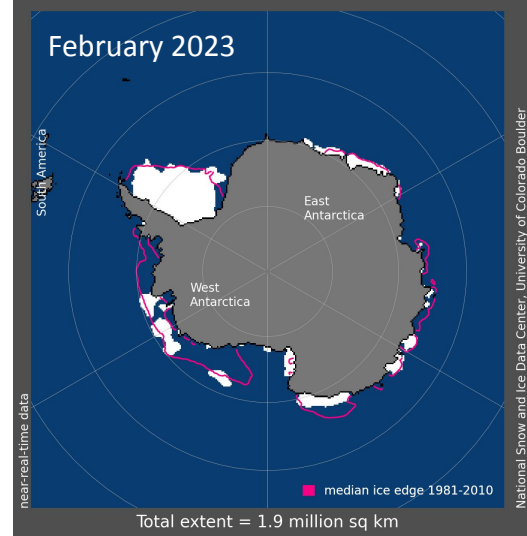 February 2023
South America
East
Antarctica
West
Antarctica
near-real-time data
National Snow and Ice Data Center, University of Colorado Boulder
median ice edge 1981-2010
Total extent = 1.9 million sq km